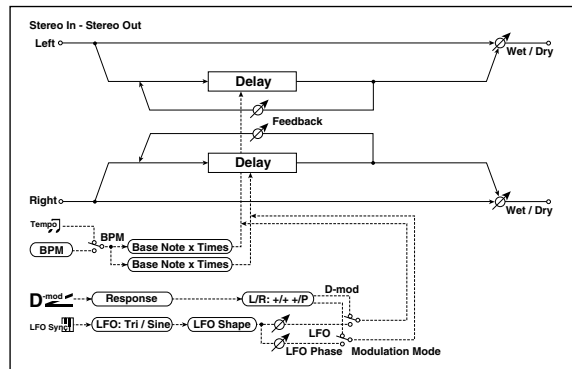 Stereo In - Stereo Out
Left
Wet / Dry
Delay
Feedback
Delay
Right
Wet / Dry
Tempo
BPM
BPM
Base Note x Times
Base Note x Times
D-mod
D-mod
Response
L/R: +/+ +/P
LFO Sync
LFO: Tri / Sine
LFO Shape
LFO
LFO Phase
Modulation Mode